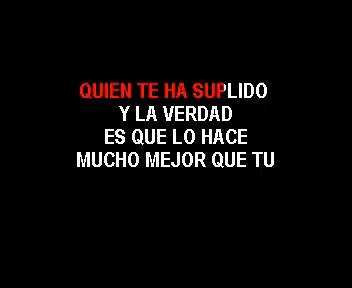 QUIEN TE HA SUPLIDO
Y LA VERDAD
ES QUE LO HACE
MUCHO MEJOR QUE TU